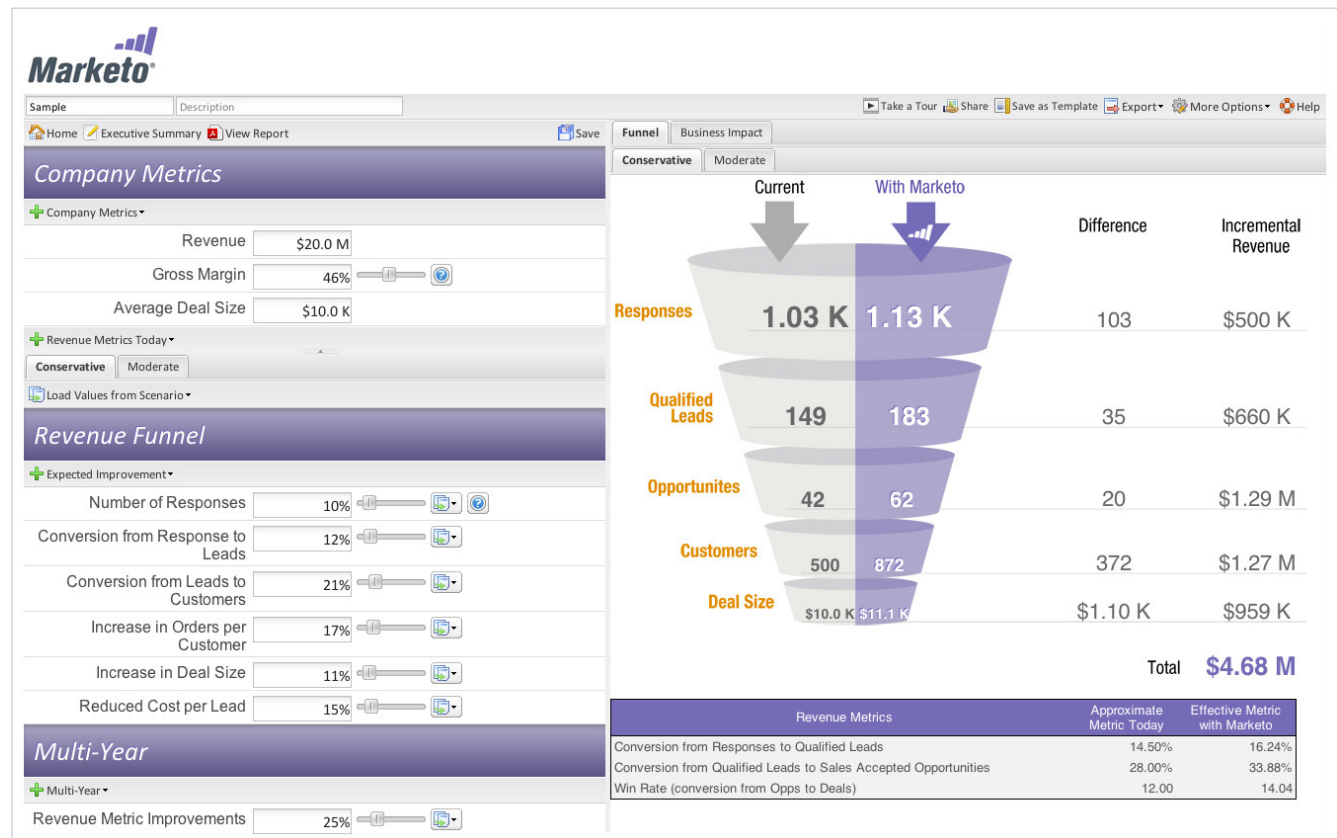 Marketo
Sample
Description
Take a Tour Share Save as Template Export More Options Help
Home Executive Summary View Report Save
Funnel Business Impact
Conservative Moderate
Company Metrics
Company Metrics
Revenue $20.0 M
Gross Margin 46%
Average Deal Size $10.0 K
Revenue Metrics Today
Conservative Moderate
Load Values from Scenario
Revenue Funnel
Expected Improvement
Number of Responses 10%
Conversion from Response to
Leads 12%
Conversion from Leads to
Customers 21%
Increase in Orders per
Customer 17%
Increase in Deal Size 11%
Reduced Cost per Lead 15%
Multi-Year
Multi-Year
Revenue Metric Improvements 25%
Current With Marketo
Difference Incremental
Revenue
Responses 1.03 K 1.13 K 103 $500 K
Qualified
Leads 149 183 35 $660 K
Opportunites 42 62 20 $1.29 M
Customers 500 872 372 $1.27 M
Deal Size $10.0 K $11.1 K $1.10 K $959 K
Total $4.68 M
Revenue Metrics Approximate
Metric Today Effective Metric
with Marketo
Conversion from Responses to Qualified Leads 14.50% 16.24%
Conversion from Qualified Leads to Sales Accepted Opportunities 28.00% 33.88%
Win Rate (conversion from Opps to Deals) 12.00 14.04